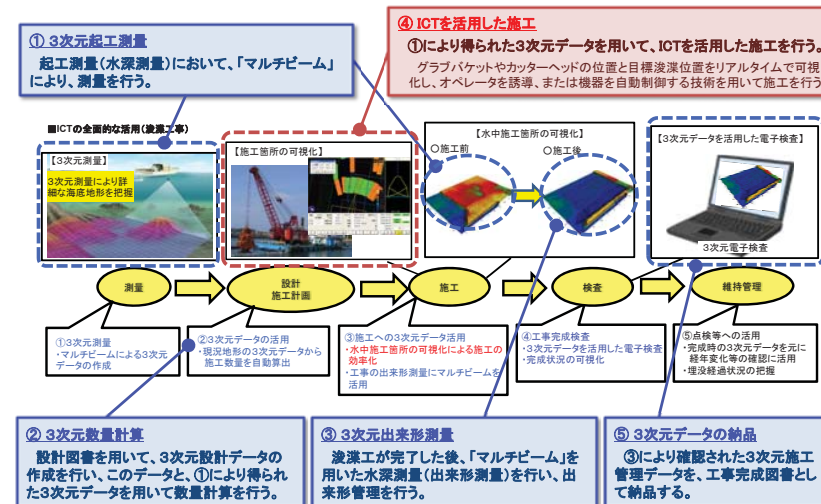 ① ３次元起工測量
起工測量（水深測量）において、「マルチビーム」
により、測量を行う。
④ ICTを活用した施工
①により得られた３次元データを用いて、ICTを活用した施工を行う。
グラブバケットやカッターヘッドの位置と目標浚渫位置をリアルタイムで可視
化し、オペレータを誘導、または機器を自動制御する技術を用いて施工を行う
■ICTの全面的な活用（浚渫工事）
【３次元測量】
３次元測量により詳
細な海底地形を把握
【施工箇所の可視化】
【水中施工箇所の可視化】
〇施工前
〇施工後
【３次元データを活用した電子検査】
３次元電子検査
測量
設計
施工計画
施工
検査
維持管理
①３次元測量
・マルチビームによる３次元
データの作成
②３次元データの活用
・現況地形の３次元データから
施工数量を自動算出
③施工への３次元データ活用
・水中施工箇所の可視化による施工の
効率化
・工事の出来形測量にマルチビームを
活用
④工事完成検査
・３次元データを活用した電子検査
・完成状況の可視化
⑤点検等への活用
・完成時の３次元データを元に
経年変化等の確認に活用
・埋没経過状況の把握
② ３次元数量計算
設計図書を用いて、３次元設計データの
作成を行い、このデータと、①により得られ
た３次元データを用いて数量計算を行う。
③ ３次元出来形測量
浚渫工が完了した後、「マルチビーム」を
用いた水深測量（出来形測量）を行い、出
来形管理を行う。
⑤ ３次元データの納品
③により確認された３次元施工
管理データを、工事完成図書とし
て納品する。